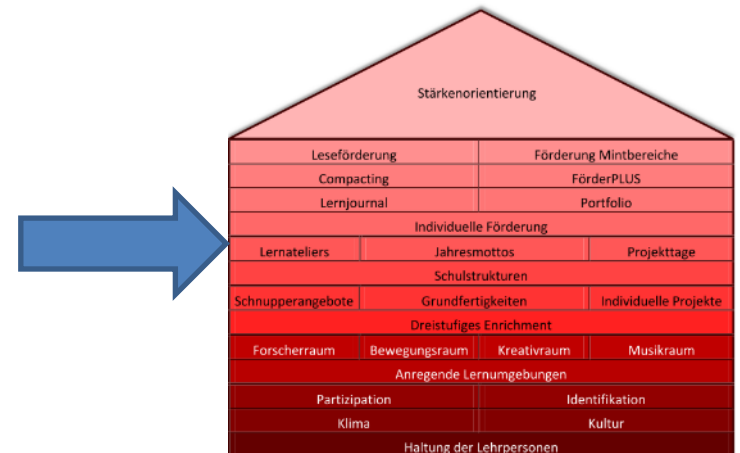 Stärkenorientierung
Leseförderung Förderung Mintbereiche
Compacting FörderPLUS
Lernjournal Portfolio
Individuelle Förderung
Lernateliers Jahresmottos Projekttage
Schulstrukturen
Schnupperangebote Grundfertigkeiten Individuelle Projekte
Dreistufiges Enrichment
Forscherraum Bewegungsraum Kreativraum Musikraum
Anregende Lernumgebungen
Partizipation Identifikation
Klima Kultur
Haltung der Lehrpersonen